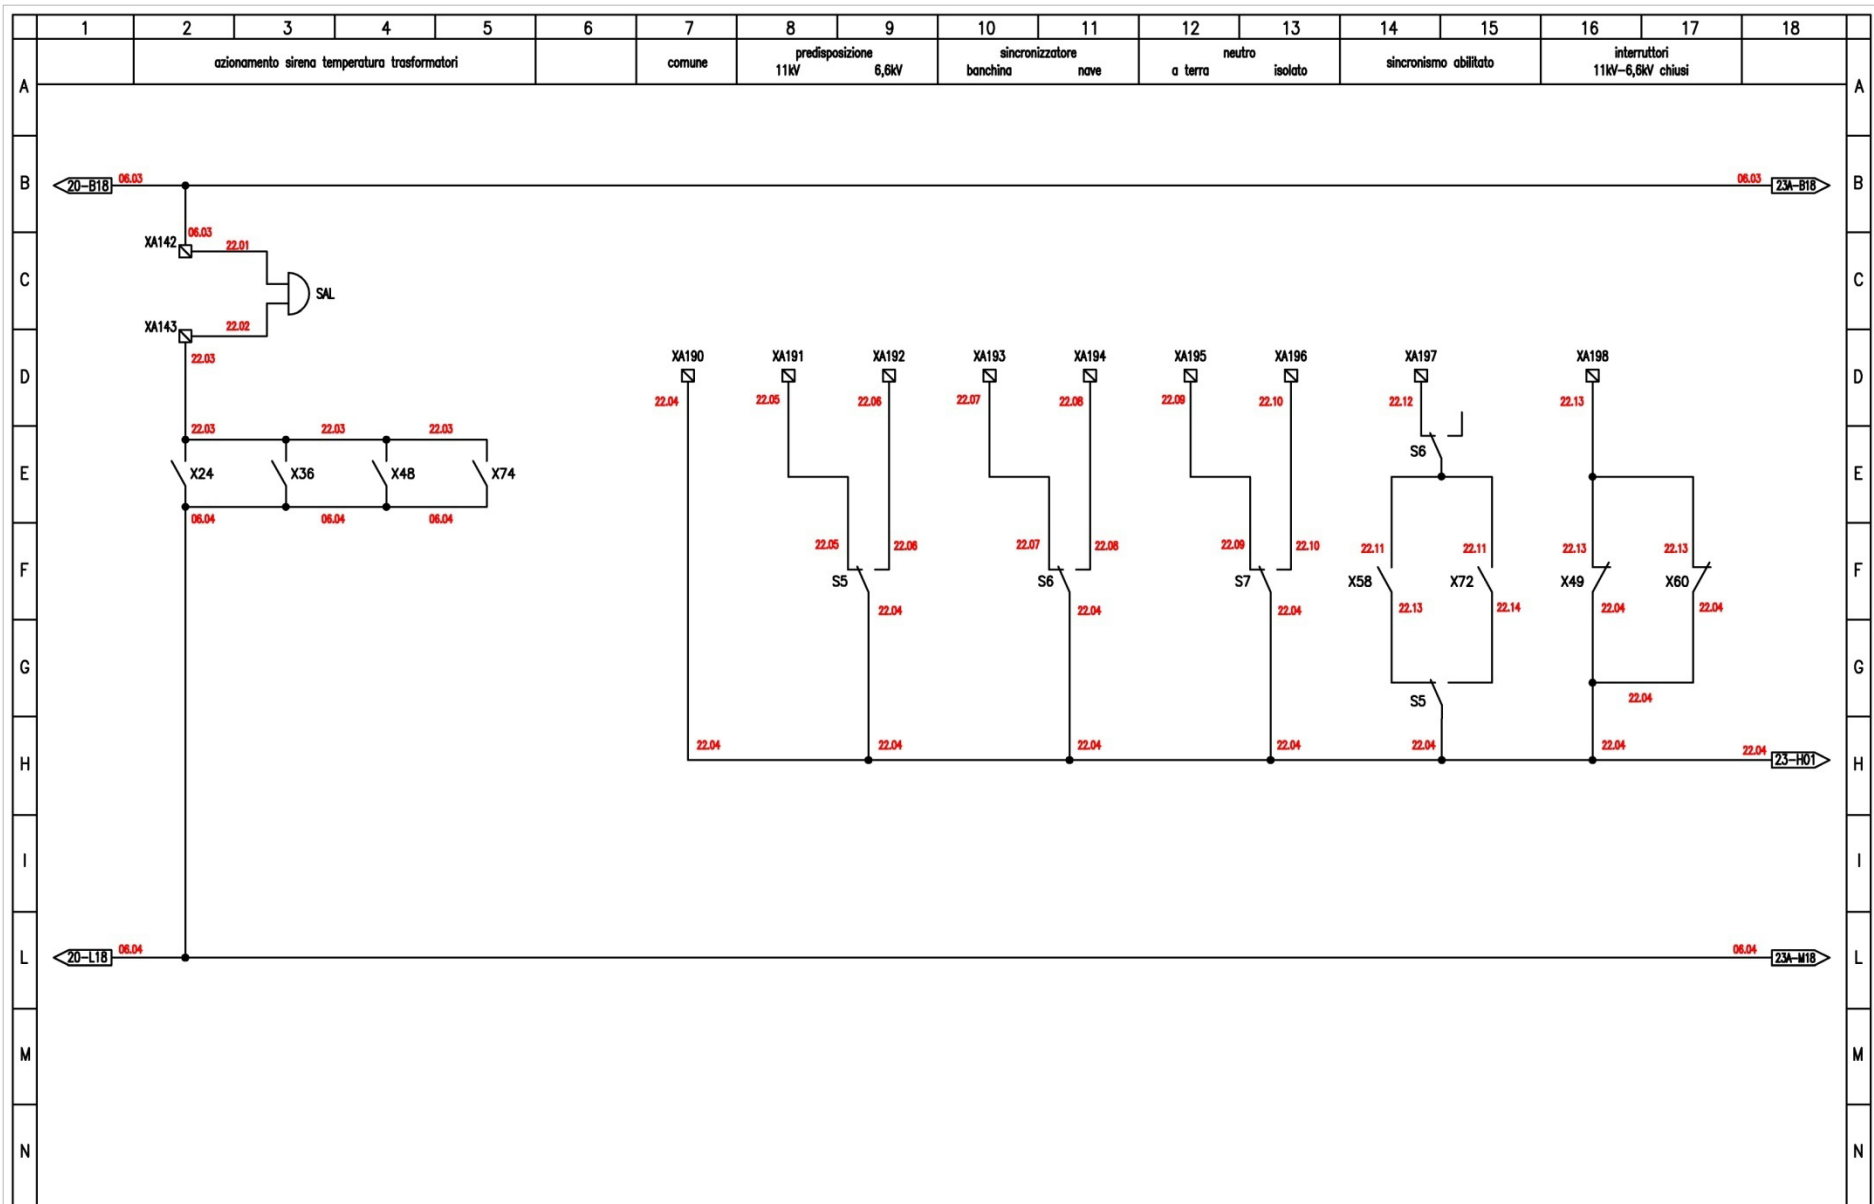 1 2 3 4 5 6 7 8 9 10 11 12 13 14 15 16 17 18
azionamento sirena temperatura trasformatori
comune
predisposizione
11kV 6,6kV
sincronizzatore
banchina nave
neutro
a terra isolato
sincronismo abilitato
interruttori
11kV-6,6kV chiusi
A A
B 20-B18 06.03 06.03 23A-B18 B
06.03
XA142 22.01
C SAL C
XA143 22.02
22.03
XA190 XA191 XA192 XA193 XA194 XA195 XA196 XA197 XA198
D D
22.04 22.05 22.06 22.07 22.08 22.09 22.10 22.12 22.13
22.03 22.03 22.03
S6
E X24 X36 X48 X74 E
06.04 06.04 06.04
22.05 22.06 22.07 22.08 22.09 22.10 22.11 22.11 22.13 22.13
F S5 S6 S7 X58 X72 X49 X60 F
22.04 22.04 22.04 22.13 22.14 22.04 22.04
G G
S5 22.04
22.04 22.04 22.04 22.04 22.04 22.04 22.04
H 23-H01 H
I I
L 20-L18 06.04 06.04 23A-M18 L
M M
N N